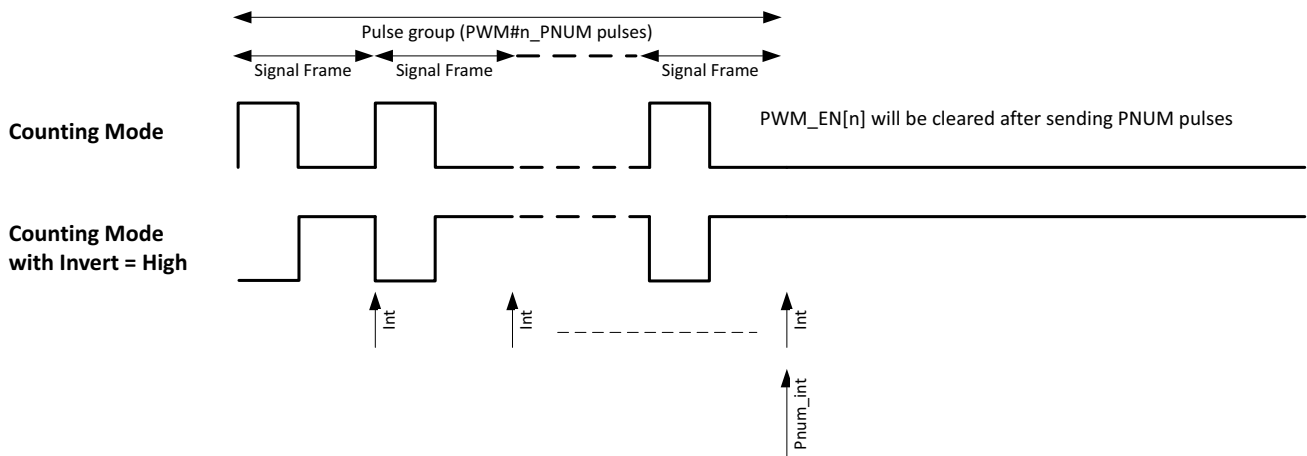 Pulse group (PWM#n_PNUM pulses)
Signal Frame
Signal Frame
Signal Frame
Counting Mode
PWM_EN[n] will be cleared after sending PNUM pulses
Counting Mode
with Invert = High
Int
Int
Int
Pnum_int